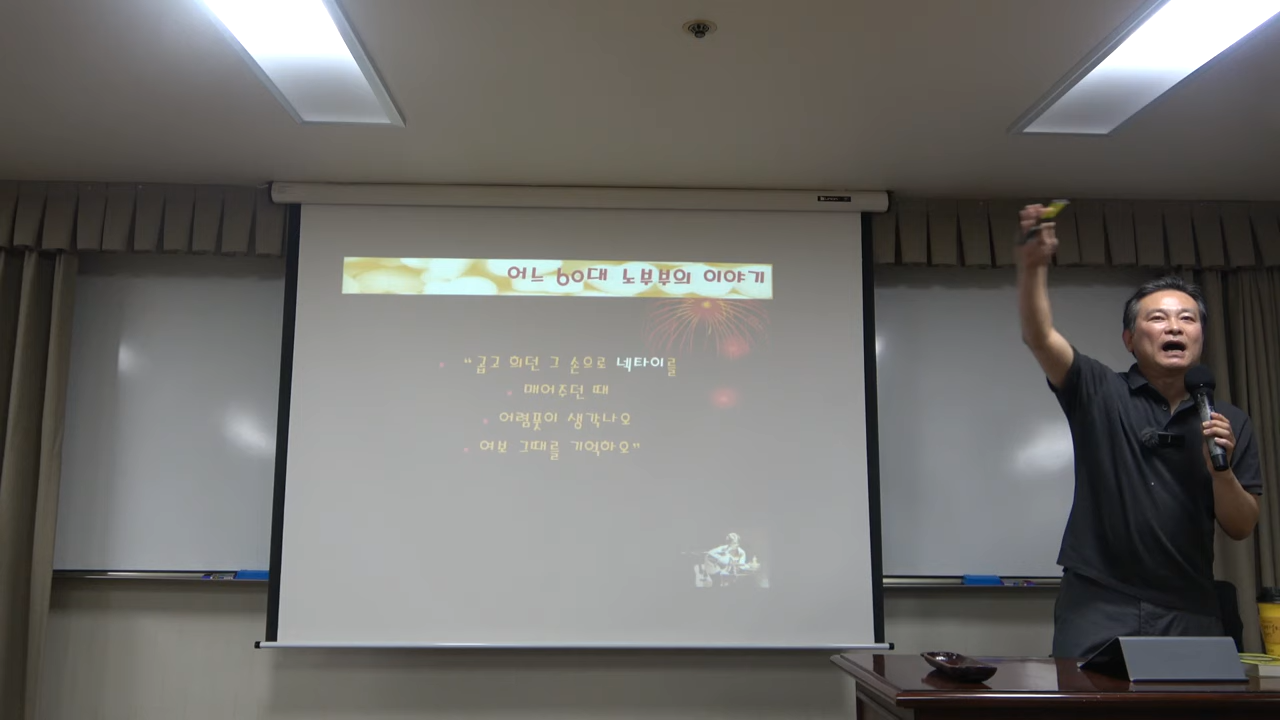 어느 60대 노부부의 이야기
“곱고 희던 그 손으로 넥타이를
매어주던 때
어렴풋이 생각나오
여보 그때를 기억하오”